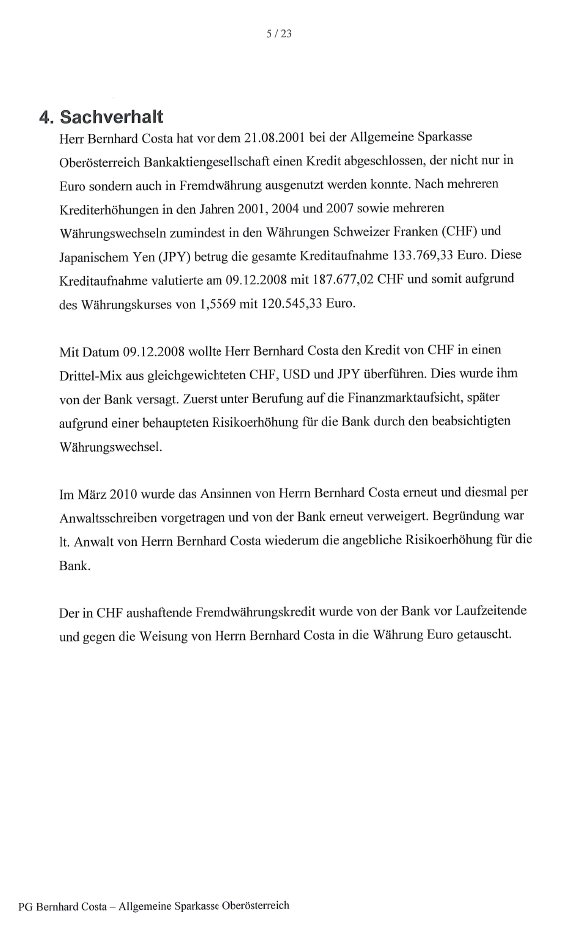 5 / 23
4. Sachverhalt
Herr Bernhard Costa hat vor dem 21.08.2001 bei der Allgemeine Sparkasse
Oberösterreich Bankaktiengesellschaft einen Kredit abgeschlossen, der nicht nur in
Euro sondern auch in Fremdwährung ausgenutzt werden konnte. Nach mehreren
Krediterhöhungen in den Jahren 2001, 2004 und 2007 sowie mehreren
Währungswechseln zumindest in den Währungen Schweizer Franken (CHF) und
Japanischem Yen (JPY) betrug die gesamte Kreditaufnahme 133.769,33 Euro. Diese
Kreditaufnahme valutierte am 09.12.2008 mit 187.677,02 CHF und somit aufgrund
des Währungskurses von 1,5569 mit 120.545,33 Euro.
Mit Datum 09.12.2008 wollte Herr Bernhard Costa den Kredit von CHF in einen
Drittel-Mix aus gleichgewichteten CHF, USD und JPY überführen. Dies wurde ihm
von der Bank versagt. Zuerst unter Berufung auf die Finanzmarktaufsicht, später
aufgrund einer behaupteten Risikoerhöhung für die Bank durch den beabsichtigten
Währungswechsel.
Im März 2010 wurde das Ansinnen von Herrn Bernhard Costa erneut und diesmal per
Anwaltsschreiben vorgetragen und von der Bank erneut verweigert. Begründung war
lt. Anwalt von Herrn Bernhard Costa wiederum die angebliche Risikoerhöhung für die
Bank.
Der in CHF aushaftende Fremdwährungskredit wurde von der Bank vor Laufzeitende
und gegen die Weisung von Herrn Bernhard Costa in die Währung Euro getauscht.
PG Bernhard Costa – Allgemeine Sparkasse Oberösterreich